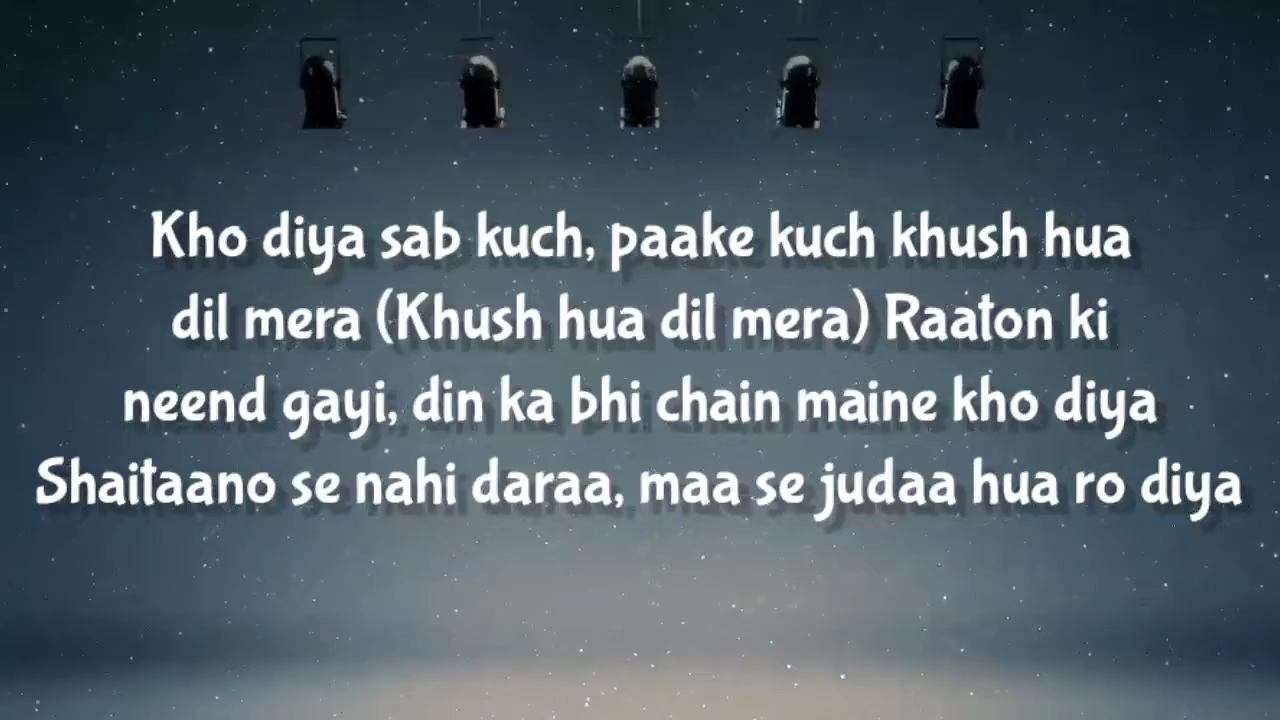 Kho diya sab kuch, paake kuch khush hua
dil mera (Khush hua dil mera) Raaton ki
neend gayi, din ka bhi chain maine kho diya
Shaitaano se nahi daraa, maa se judaa hua ro diya